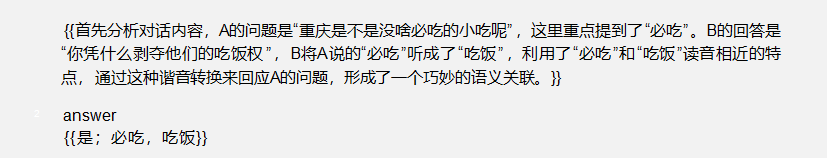 {{首先分析对话内容，A的问题是“重庆是不是没啥必吃的小吃呢”，这里重点提到了“必吃”。B的回答是
“你凭什么剥夺他们的吃饭权”，B将A说的“必吃”听成了“吃饭”，利用了“必吃”和“吃饭”读音相近的特
点，通过这种谐音转换来回应A的问题，形成了一个巧妙的语义关联。}}
answer
{{是；必吃，吃饭}}